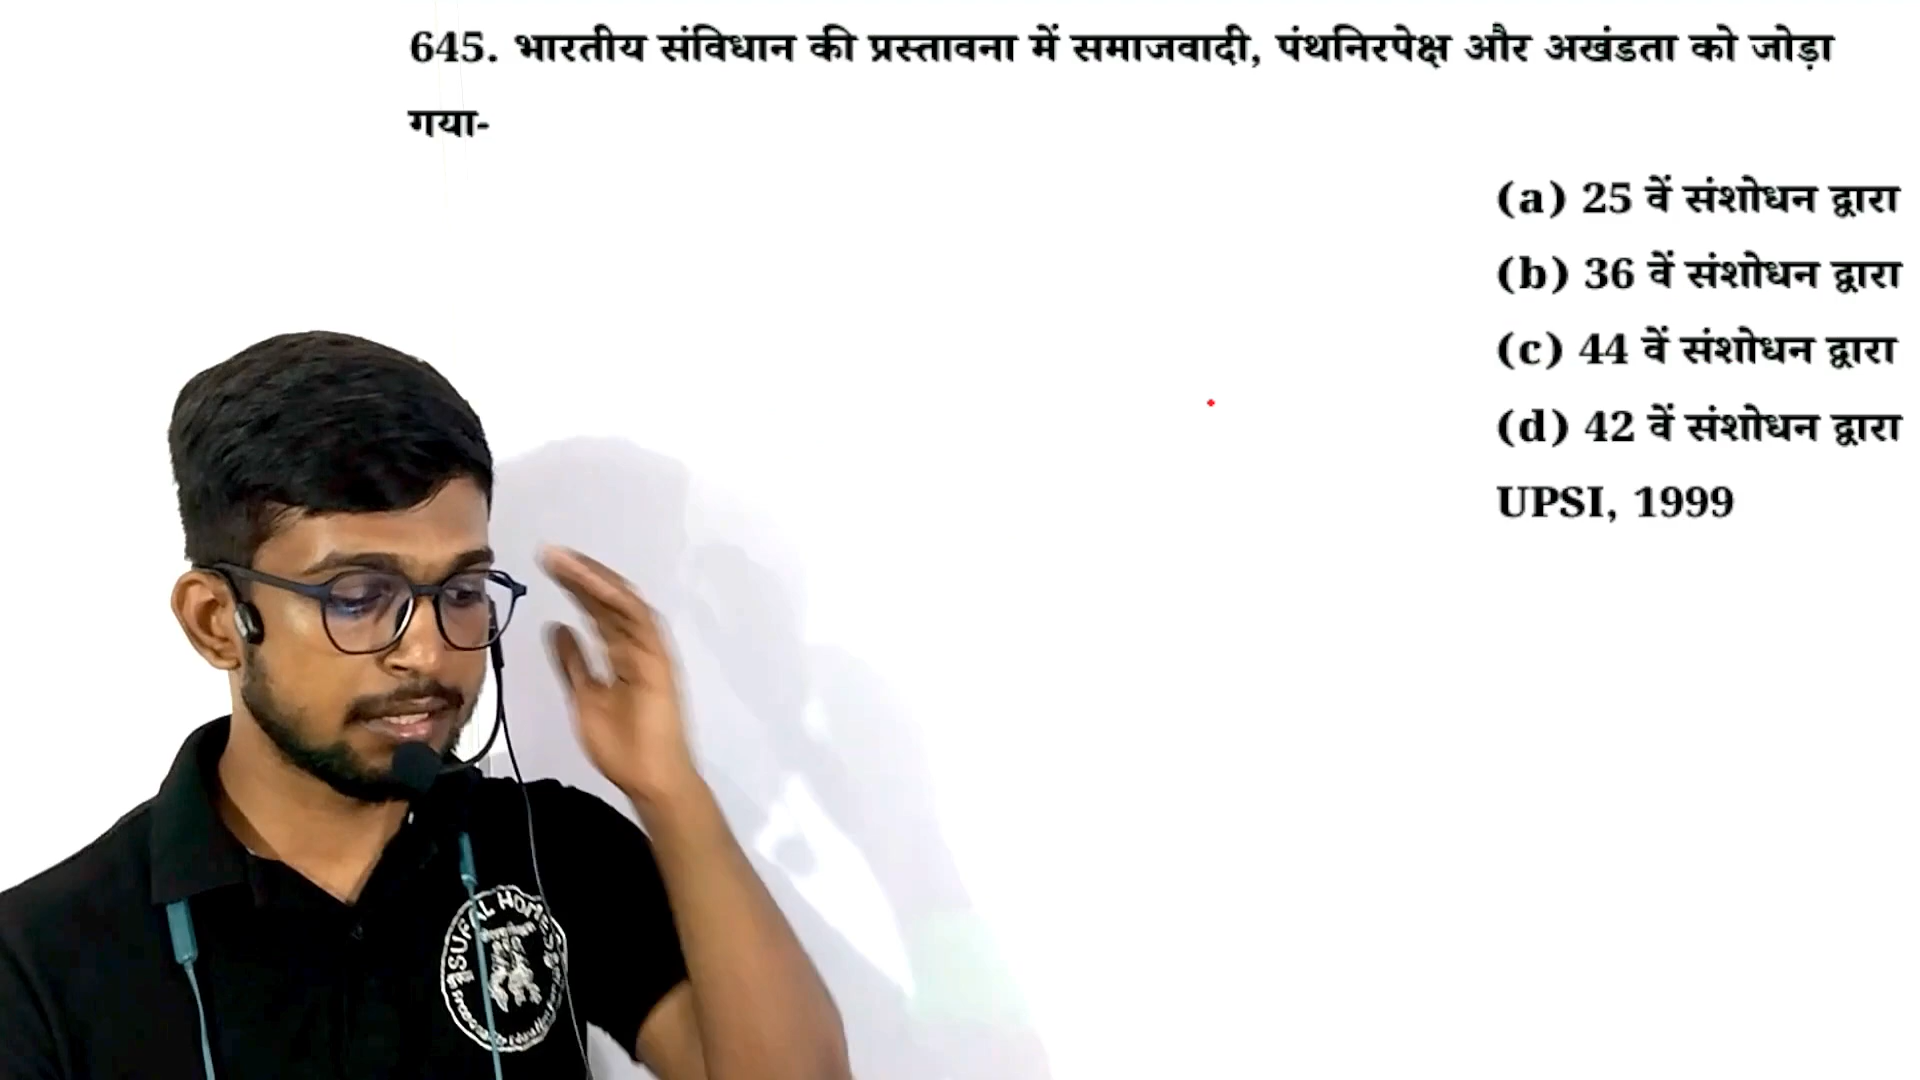 645. भारतीय संविधान की प्रस्तावना में समाजवादी, पंथनिरपेक्ष और अखंडता को जोड़ा
गया-
(a) 25 वें संशोधन द्वारा
(b) 36 वें संशोधन द्वारा
(c) 44 वें संशोधन द्वारा
(d) 42 वें संशोधन द्वारा
UPSI, 1999